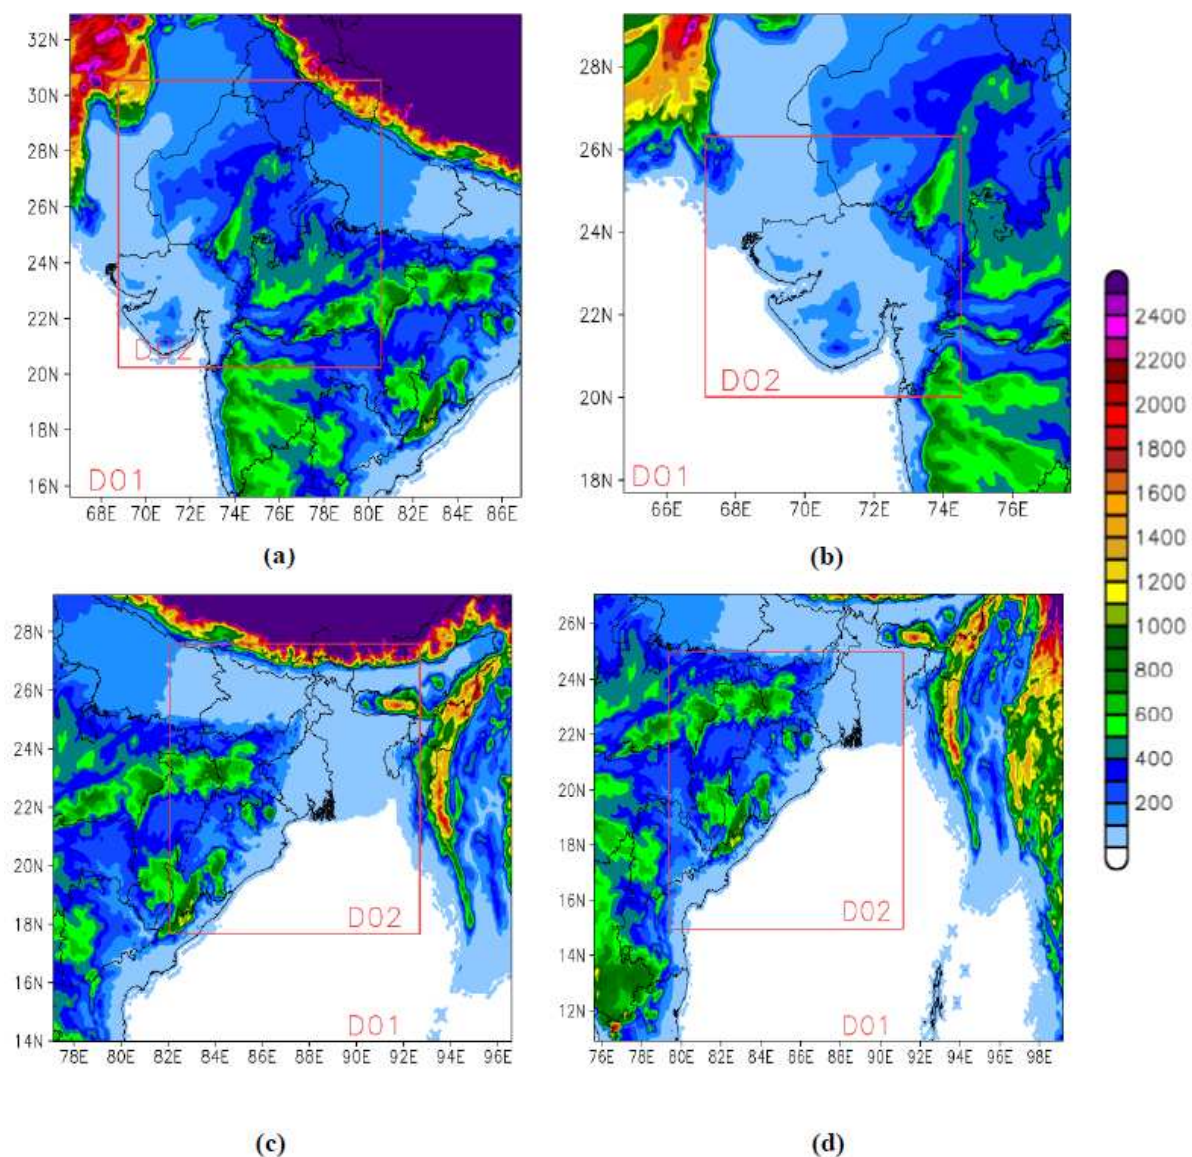 32N
30N
28N
26N
24N
22N
20N
18N
16N
D02
D01
68E 70E 72E 74E 76E 78E 80E 82E 84E 86E
(a)
28N
26N
24N
22N
20N
18N
D02
D01
66E 68E 70E 72E 74E 76E
(b)
2400
2200
2000
1800
1600
1400
1200
1000
800
600
400
200
28N
26N
24N
22N
20N
18N
16N
14N
D02
D01
78E 80E 82E 84E 86E 88E 90E 92E 94E 96E
(c)
26N
24N
22N
20N
18N
16N
14N
12N
D02
D01
76E 78E 80E 82E 84E 86E 88E 90E 92E 94E 96E 98E
(d)